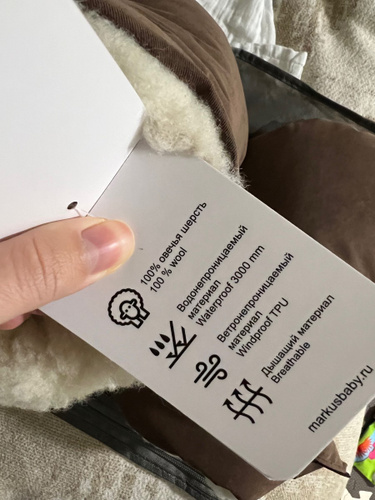 100% овечья шерсть
100 % wool
Водонепроницаемый
материал
Waterproof 3000 mm
Ветронепроницаемый
материал
Windproof TPU
Дышащий материал
Breathable
markusbaby.ru